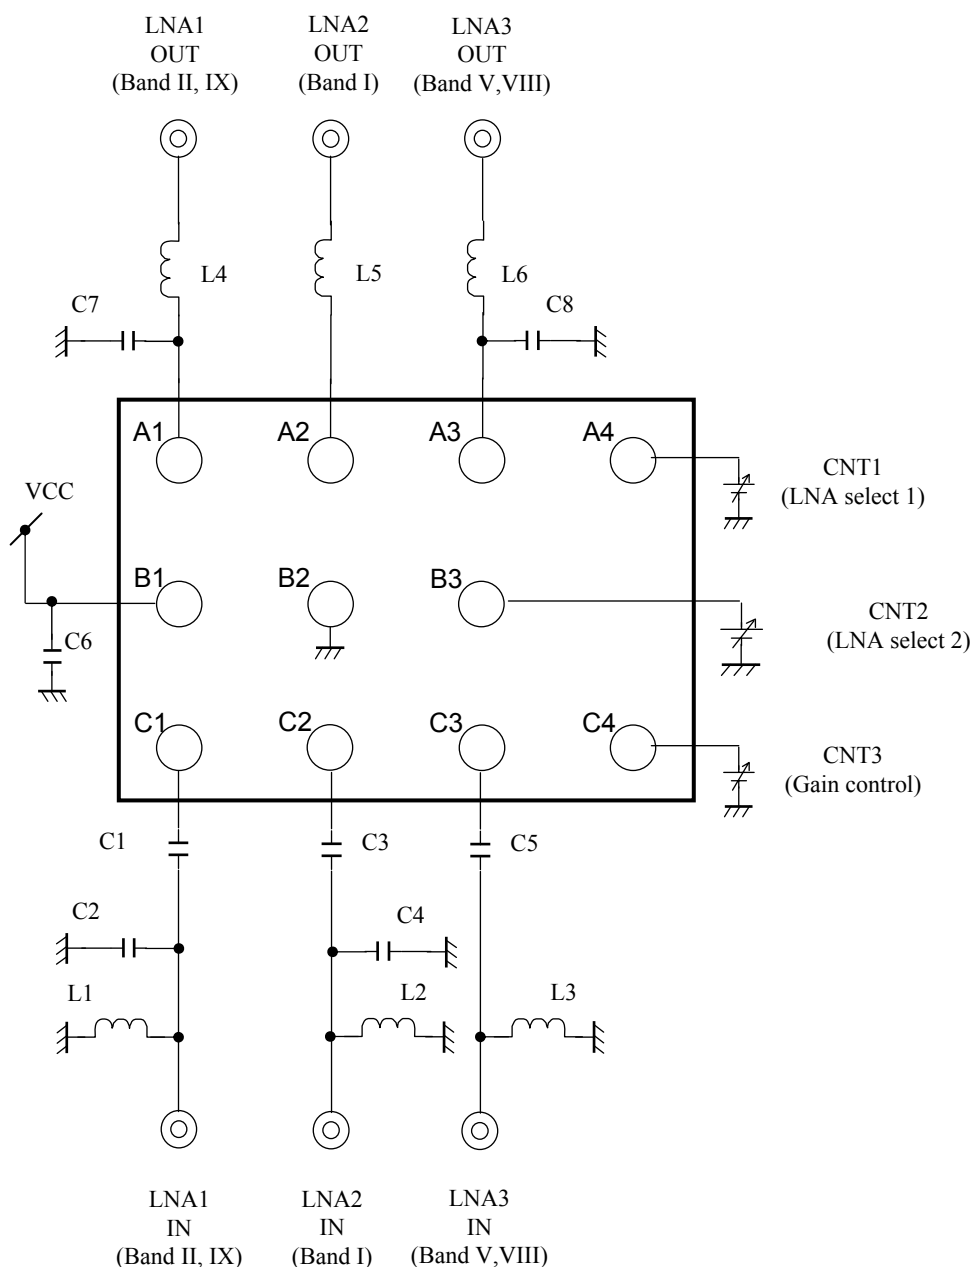 LNA1
OUT
(Band II, IX)
LNA2
OUT
(Band I)
LNA3
OUT
(Band V,VIII)
L4
L5
L6
C7
C8
A1
A2
A3
A4
CNT1
(LNA select 1)
VCC
B1
B2
B3
CNT2
(LNA select 2)
C6
C1
C2
C3
C4
CNT3
(Gain control)
C1
C3
C5
C2
C4
L1
L2
L3
LNA1
IN
(Band II, IX)
LNA2
IN
(Band I)
LNA3
IN
(Band V,VIII)